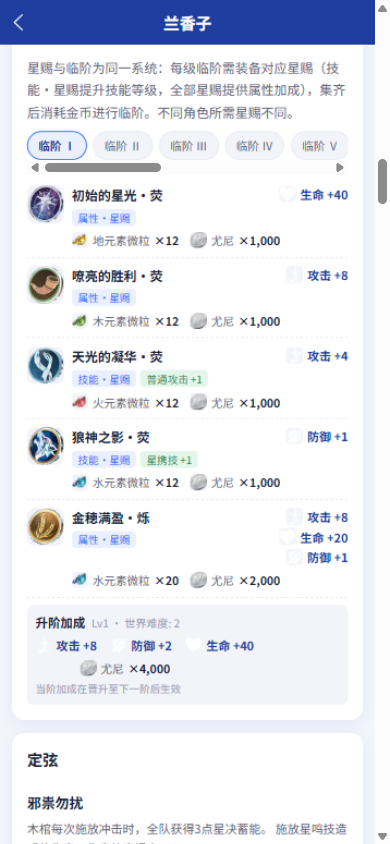 兰香子
星赐与临阶为同一系统：每级临阶需装备对应星赐（技
能·星赐提升技能等级，全部星赐提供属性加成），集齐
后消耗金币进行临阶。不同角色所需星赐不同。
临阶 Ⅰ 临阶 Ⅱ 临阶 Ⅲ 临阶 Ⅳ 临阶 Ⅴ
初始的星光·荧 生命 +40
属性·星赐
地元素微粒 ×12 尤尼 ×1,000
嘹亮的胜利·荧 攻击 +8
属性·星赐
木元素微粒 ×12 尤尼 ×1,000
天光的凝华·荧 攻击 +4
技能·星赐 普通攻击 +1
火元素微粒 ×12 尤尼 ×1,000
狼神之影·荧 防御 +1
技能·星赐 星携技 +1
水元素微粒 ×12 尤尼 ×1,000
金穗满盈·烁 攻击 +8
属性·星赐 生命 +20
防御 +1
水元素微粒 ×20 尤尼 ×2,000
升阶加成 Lv1 · 世界难度: 2
攻击 +8 防御 +2 生命 +40
尤尼 ×4,000
当阶加成在晋升至下一阶后生效
定弦
邪祟勿扰
木棺每次施放冲击时，全队获得3点星决蓄能。 施放星鸣技造